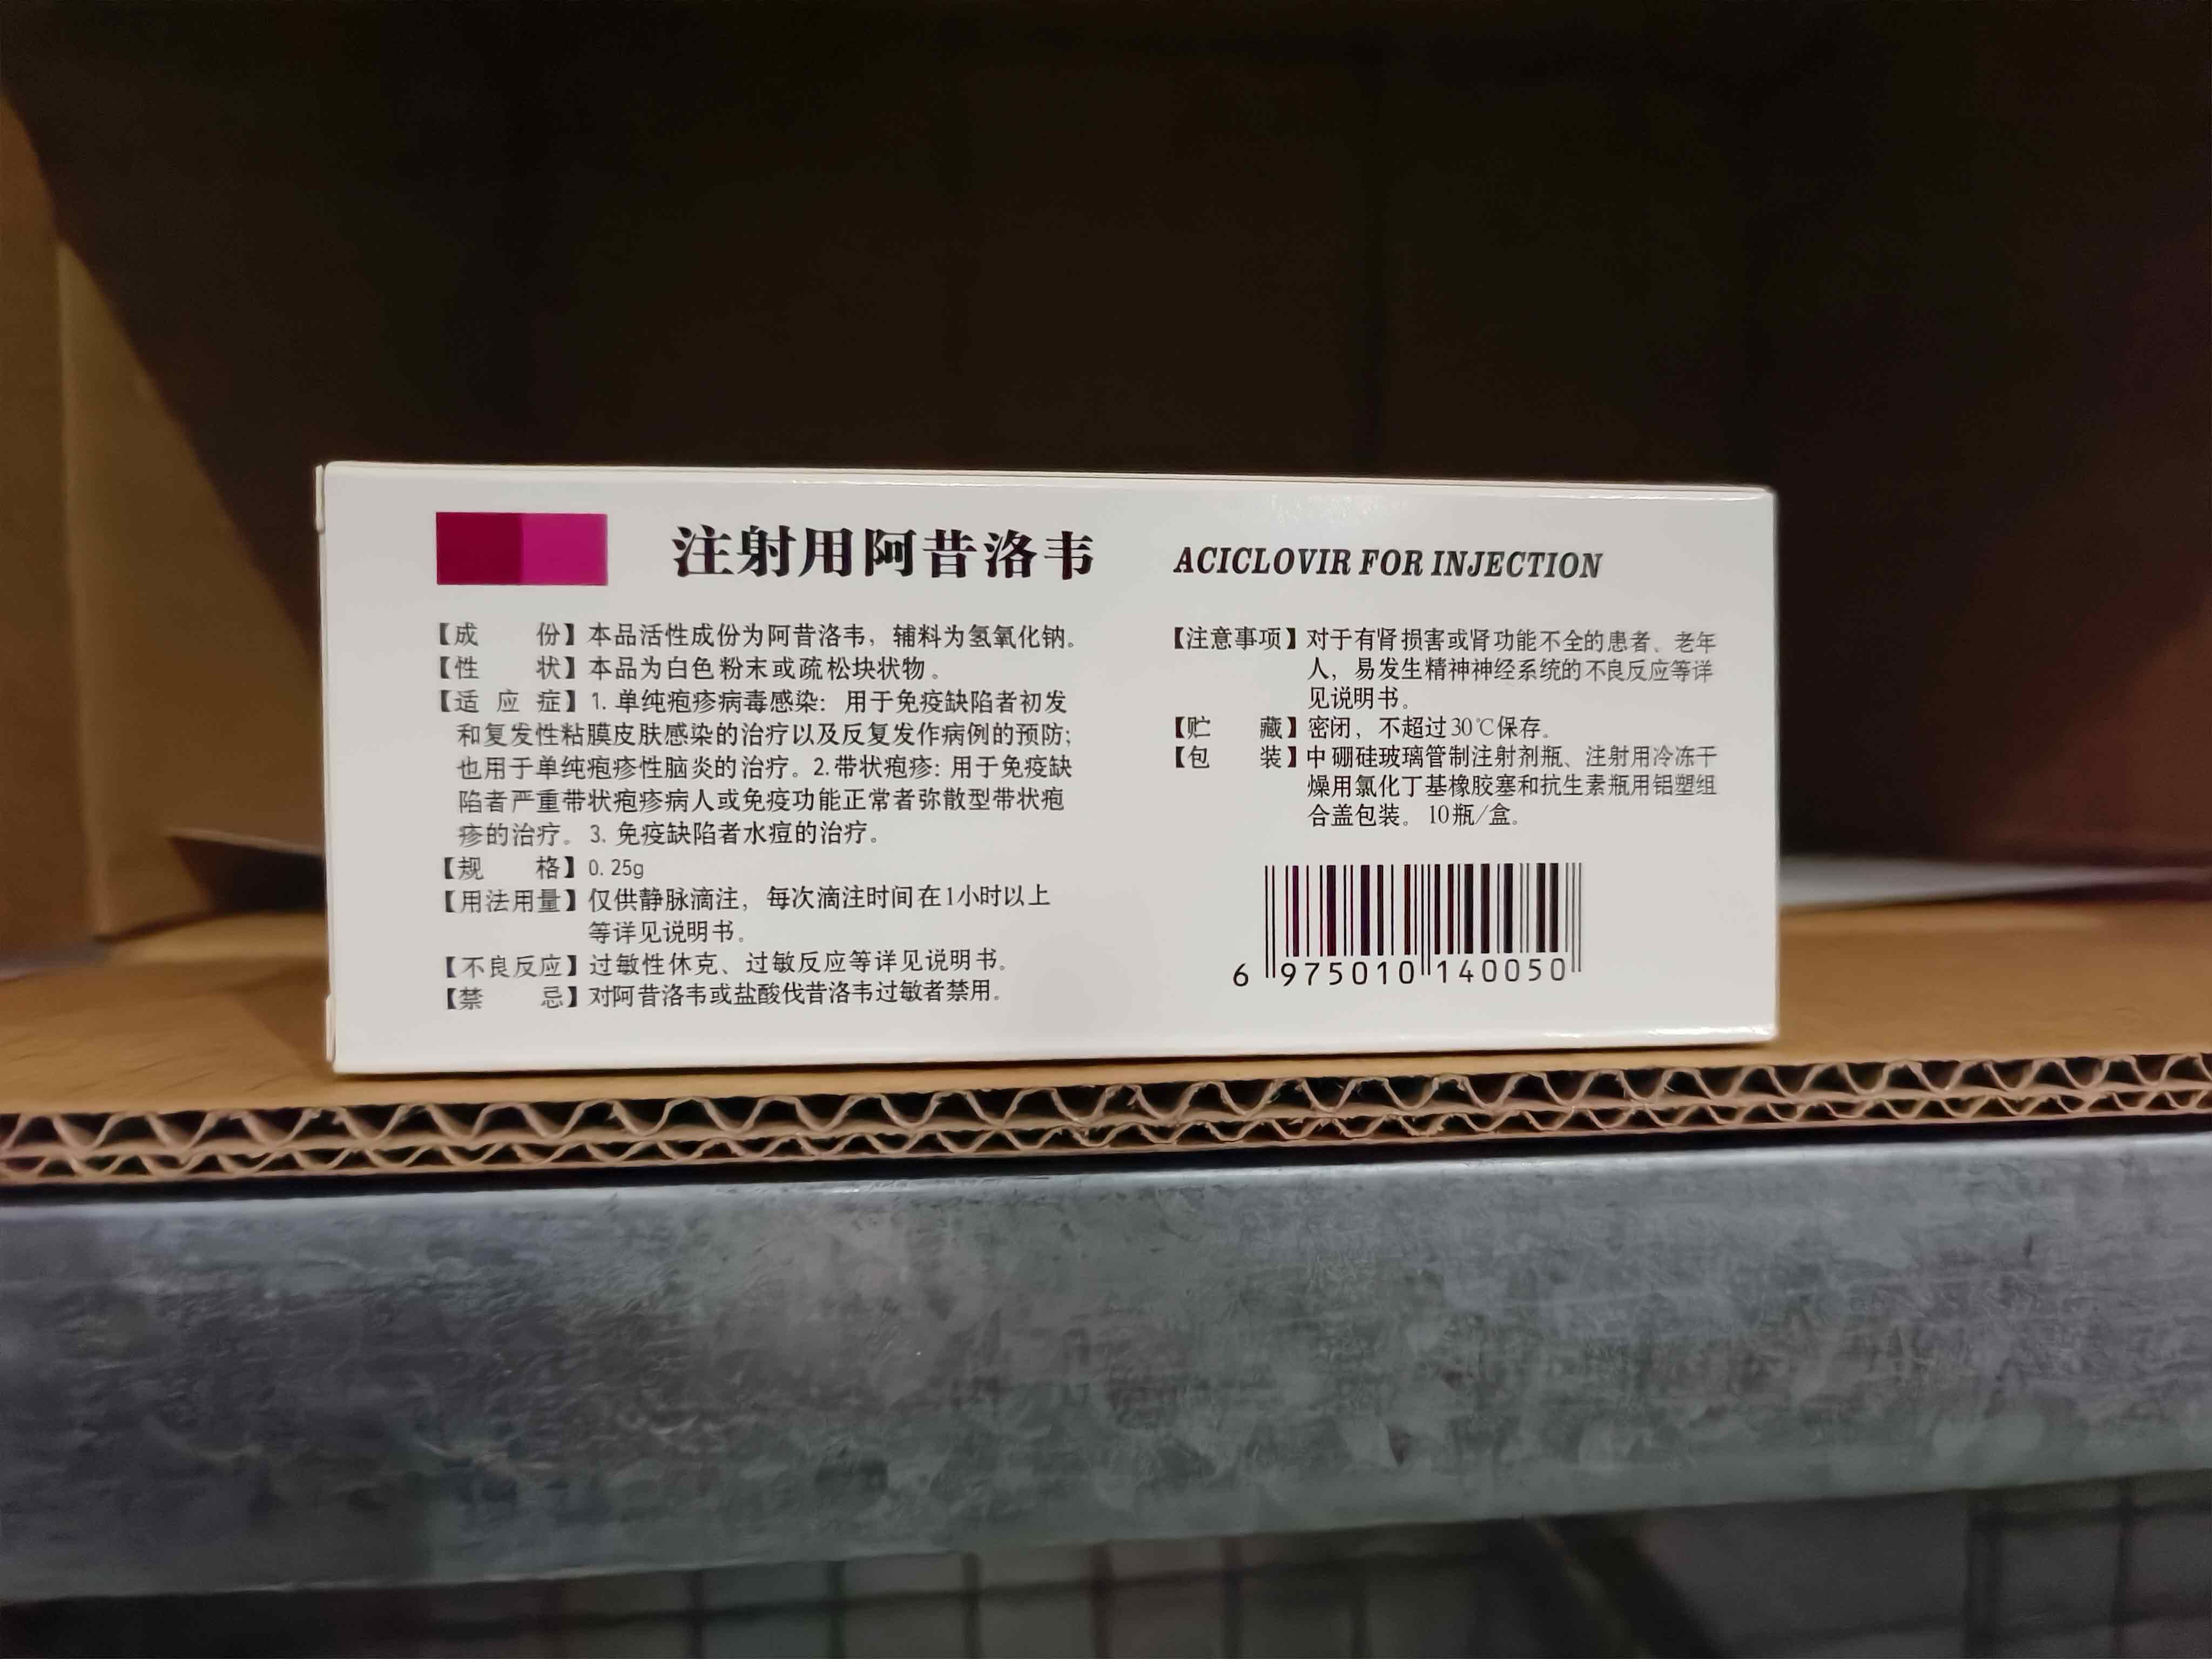 注射用阿昔洛韦
ACICLOVIR FOR INJECTION
【成 份】本品活性成份为阿昔洛韦，辅料为氢氧化钠。
【性 状】本品为白色粉末或疏松块状物。
【适 应 症】1. 单纯疱疹病毒感染：用于免疫缺陷者初发
和复发性粘膜皮肤感染的治疗以及反复发作病例的预防；
也用于单纯疱疹性脑炎的治疗。2.带状疱疹：用于免疫缺
陷者严重带状疱疹病人或免疫功能正常者弥散型带状疱
疹的治疗。3. 免疫缺陷者水痘的治疗。
【规 格】0.25g
【用法用量】仅供静脉滴注，每次滴注时间在1小时以上
等详见说明书。
【不良反应】过敏性休克、过敏反应等详见说明书。
【禁 忌】对阿昔洛韦或盐酸伐昔洛韦过敏者禁用。
【注意事项】对于有肾损害或肾功能不全的患者、老年
人，易发生精神神经系统的不良反应等详
见说明书。
【贮 藏】密闭，不超过30℃保存。
【包 装】中硼硅玻璃管制注射剂瓶、注射用冷冻干
燥用氯化丁基橡胶塞和抗生素瓶用铝塑组
合盖包装。10瓶/盒。
6 975010 140050